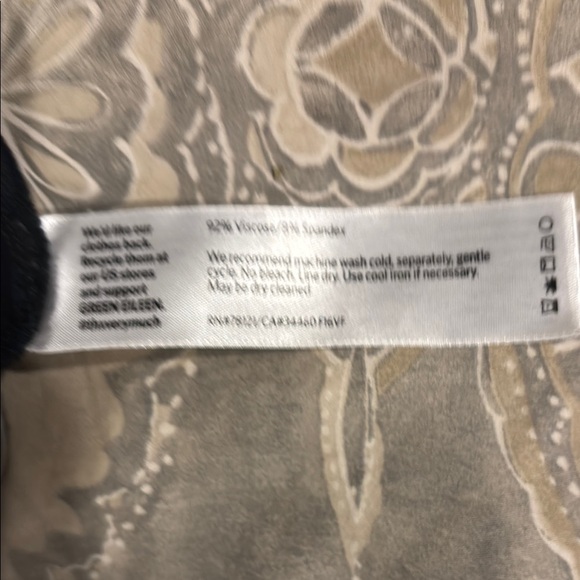 We'd like our
clothes back.
Recycle them at
our US stores
and support
GREEN EILEEN.
92% Viscose/8% Spandex
We recommend machine wash cold, separately, gentle
cycle. No bleach. Line dry. Use cool iron if necessary.
May be dry cleaned
RN#78121/CA#34460 F16VF